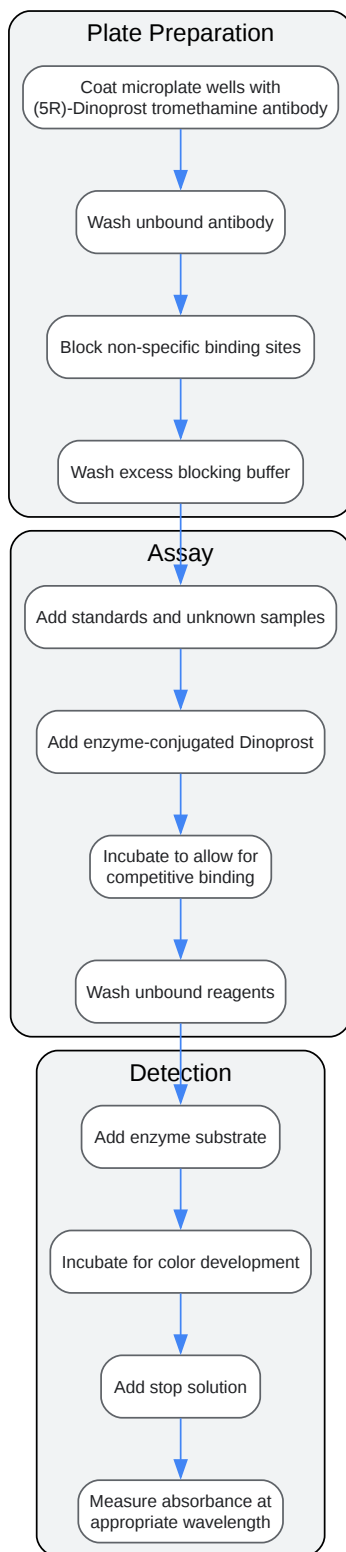 Plate Preparation
Coat microplate wells with
(5R)-Dinoprost tromethamine antibody
Wash unbound antibody
Block non-specific binding sites
Wash excess blocking buffer
Assay
Add standards and unknown samples
Add enzyme-conjugated Dinoprost
Incubate to allow for
competitive binding
Wash unbound reagents
Detection
Add enzyme substrate
Incubate for color development
Add stop solution
Measure absorbance at
appropriate wavelength